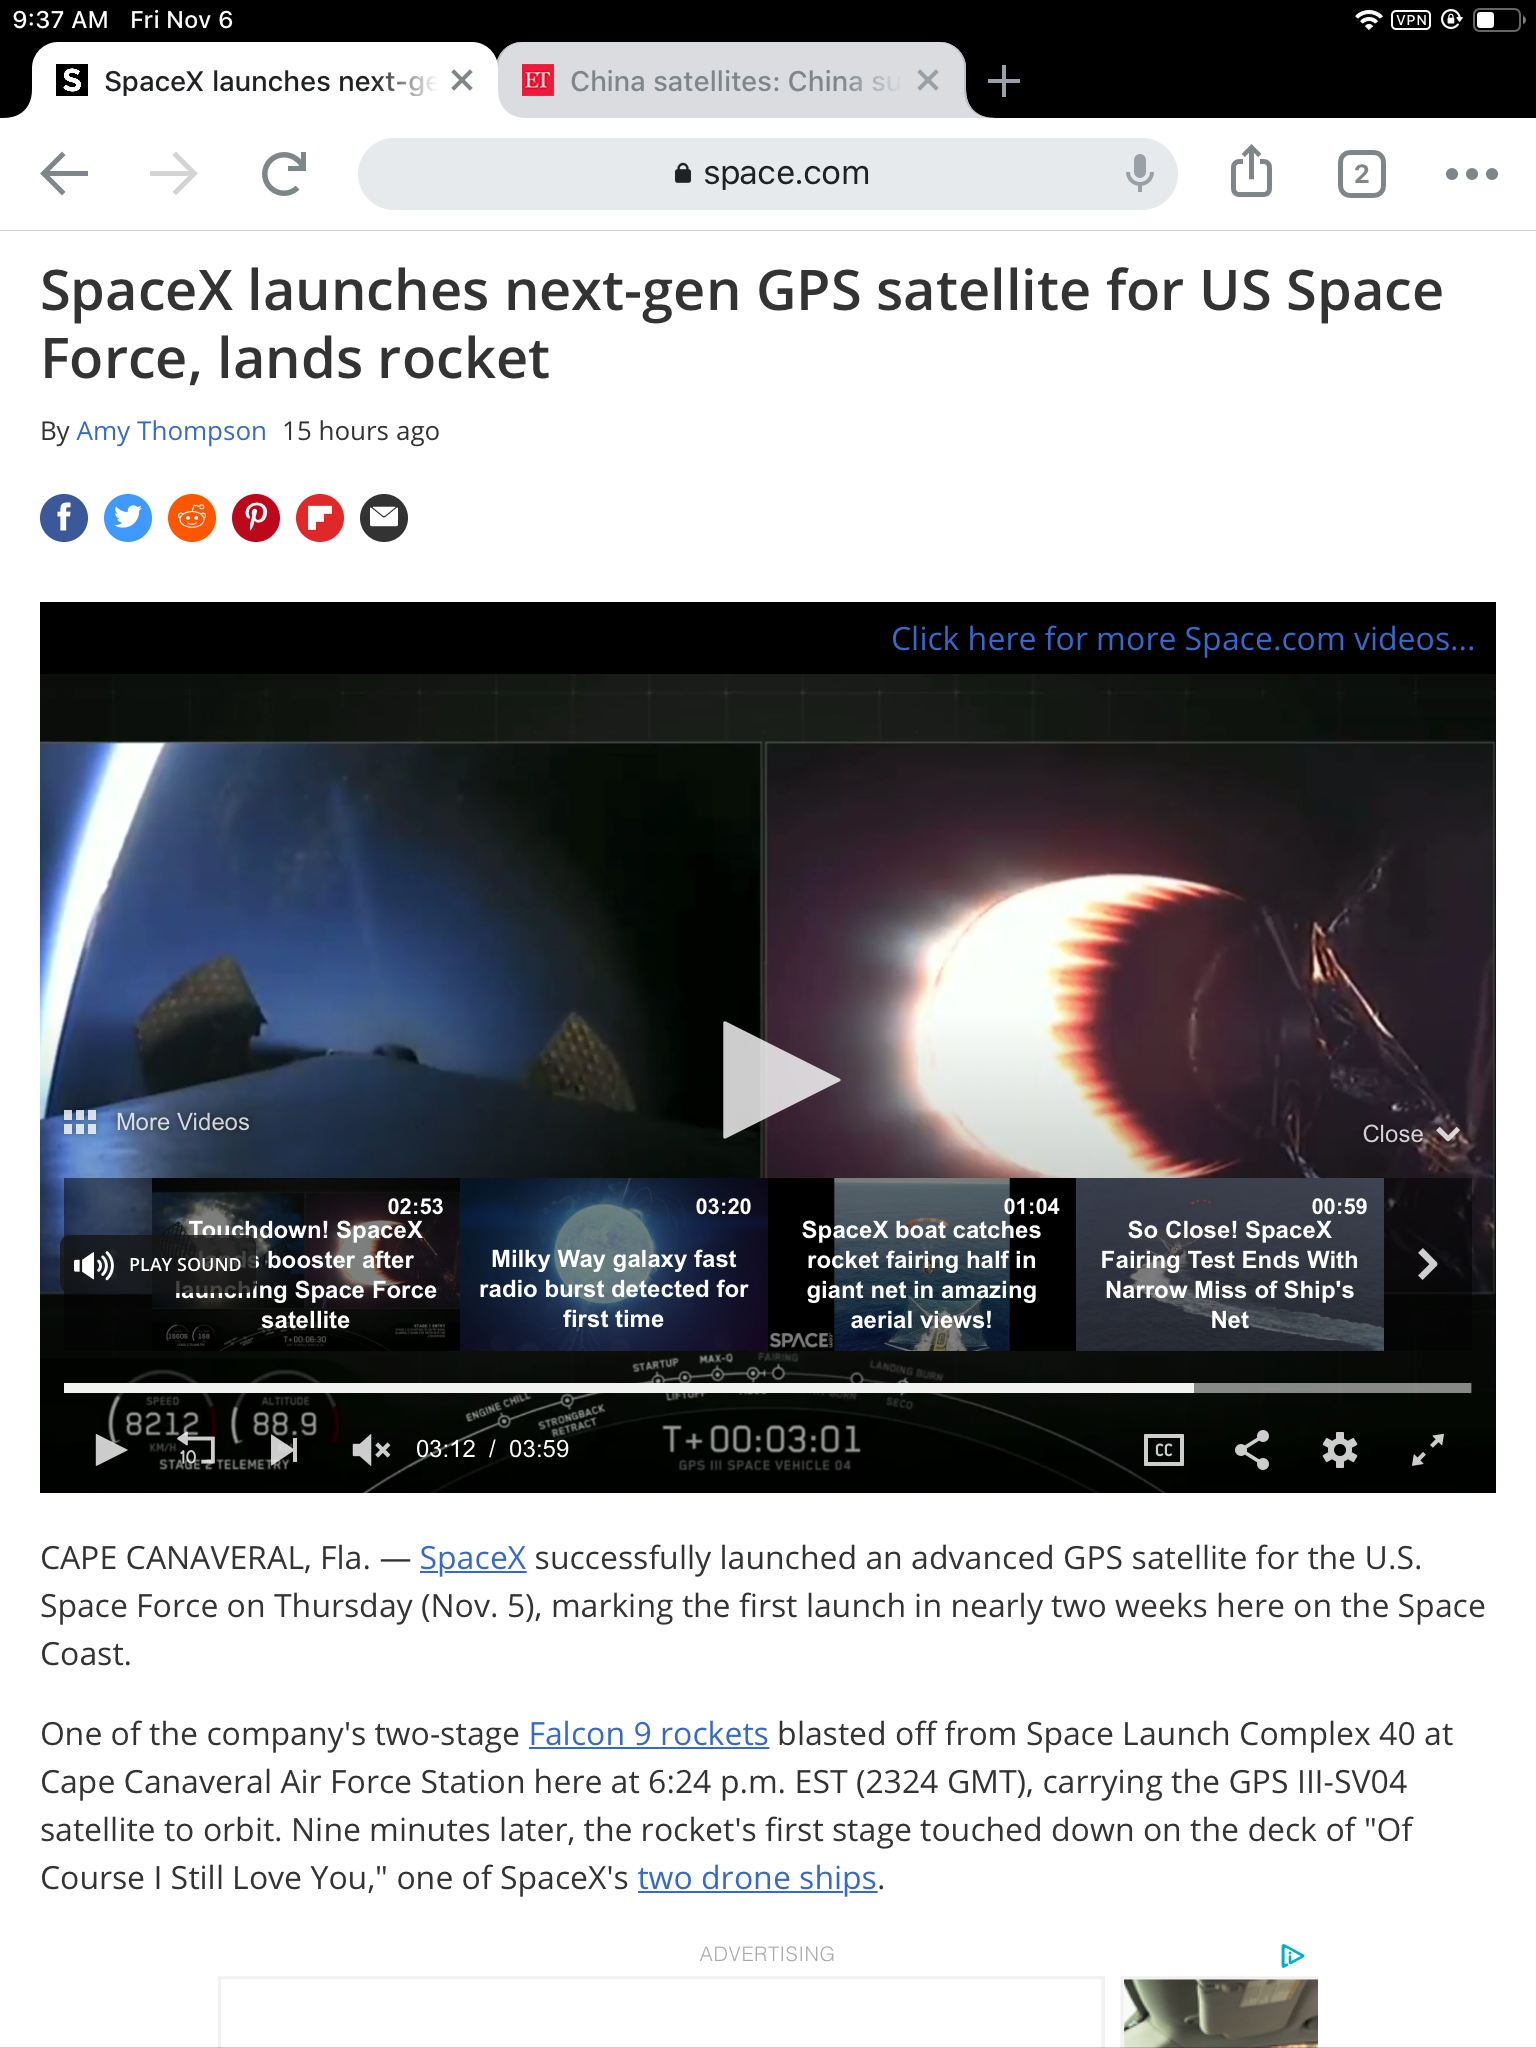 9:37 AM Fri Nov 6
VPN
S SpaceX launches next-ge
ET China satellites: China su
space.com
2
SpaceX launches next-gen GPS satellite for US Space
Force, lands rocket
By Amy Thompson 15 hours ago
Click here for more Space.com videos...
More Videos
Close
02:53
Touchdown! SpaceX
booster after
launching Space Force
satellite
PLAY SOUND
T+00:06:30
03:20
Milky Way galaxy fast
radio burst detected for
first time
01:04
SpaceX boat catches
rocket fairing half in
giant net in amazing
aerial views!
SPACE
00:59
So Close! SpaceX
Fairing Test Ends With
Narrow Miss of Ship's
Net
ENGINE CHILL
STRONGBACK
RETRACT
STARTUP
LIFTOFF
MAX-Q
FAIRING
LANDING BURN
SECO
SPEED
8212
KM/H
ALTITUDE
88.9
STAGE 2 TELEMETRY
10
03:12 / 03:59
T+00:03:01
GPS III SPACE VEHICLE 04
CC
CAPE CANAVERAL, Fla. — SpaceX successfully launched an advanced GPS satellite for the U.S.
Space Force on Thursday (Nov. 5), marking the first launch in nearly two weeks here on the Space
Coast.
One of the company's two-stage Falcon 9 rockets blasted off from Space Launch Complex 40 at
Cape Canaveral Air Force Station here at 6:24 p.m. EST (2324 GMT), carrying the GPS III-SV04
satellite to orbit. Nine minutes later, the rocket's first stage touched down on the deck of "Of
Course I Still Love You," one of SpaceX's two drone ships.
ADVERTISING